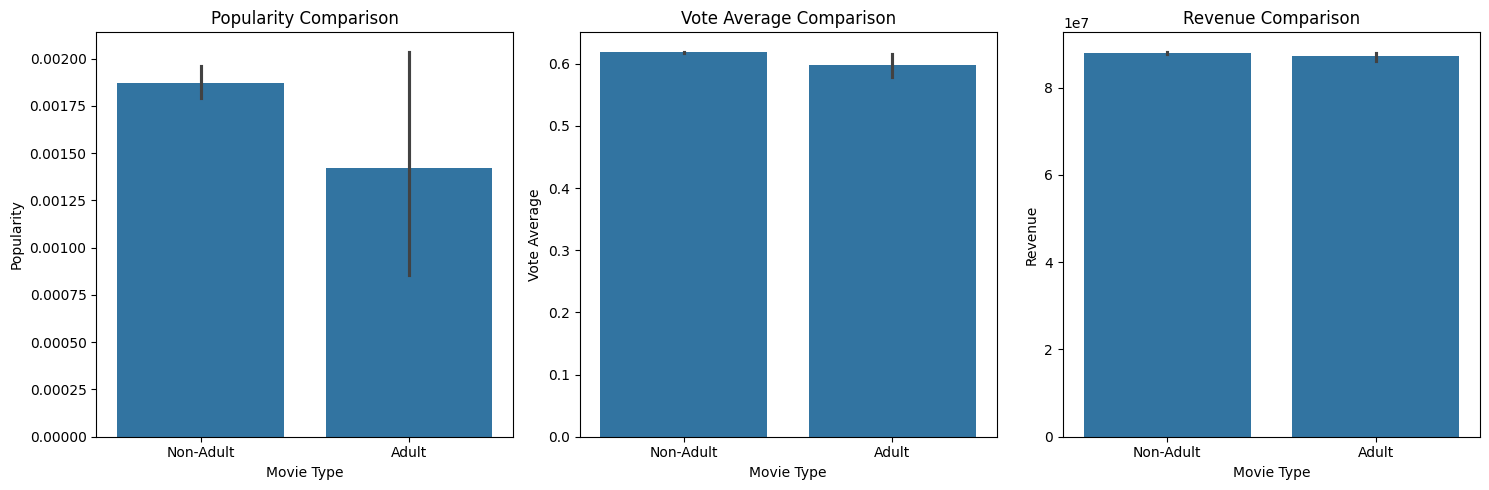 Popularity Comparison
Popularity
0.00200
0.00175
0.00150
0.00125
0.00100
0.00075
0.00050
0.00025
0.00000
Non-Adult Adult
Movie Type
Vote Average Comparison
Vote Average
0.6
0.5
0.4
0.3
0.2
0.1
0.0
Non-Adult Adult
Movie Type
Revenue Comparison
1e7
Revenue
8
6
4
2
0
Non-Adult Adult
Movie Type